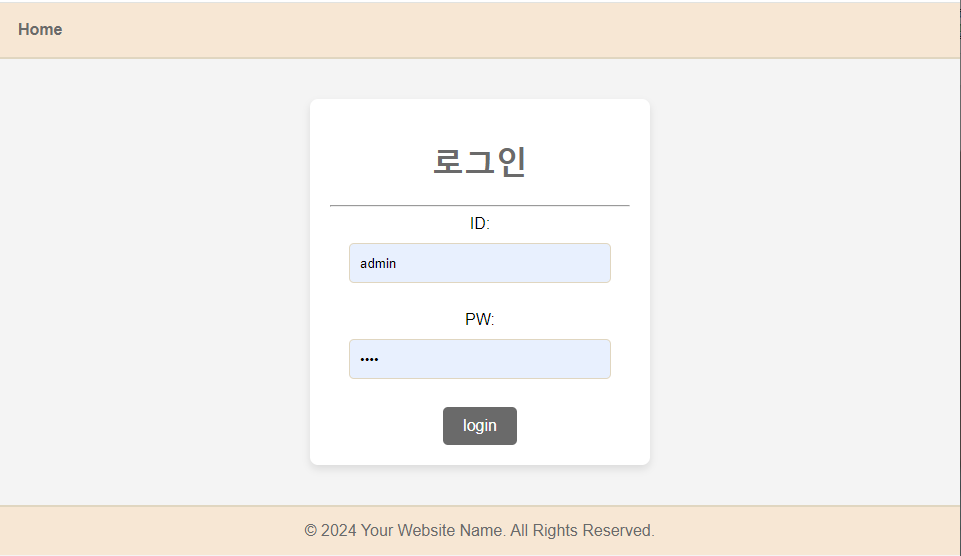 Home
로그인
ID:
admin
PW:
••••
login
© 2024 Your Website Name. All Rights Reserved.